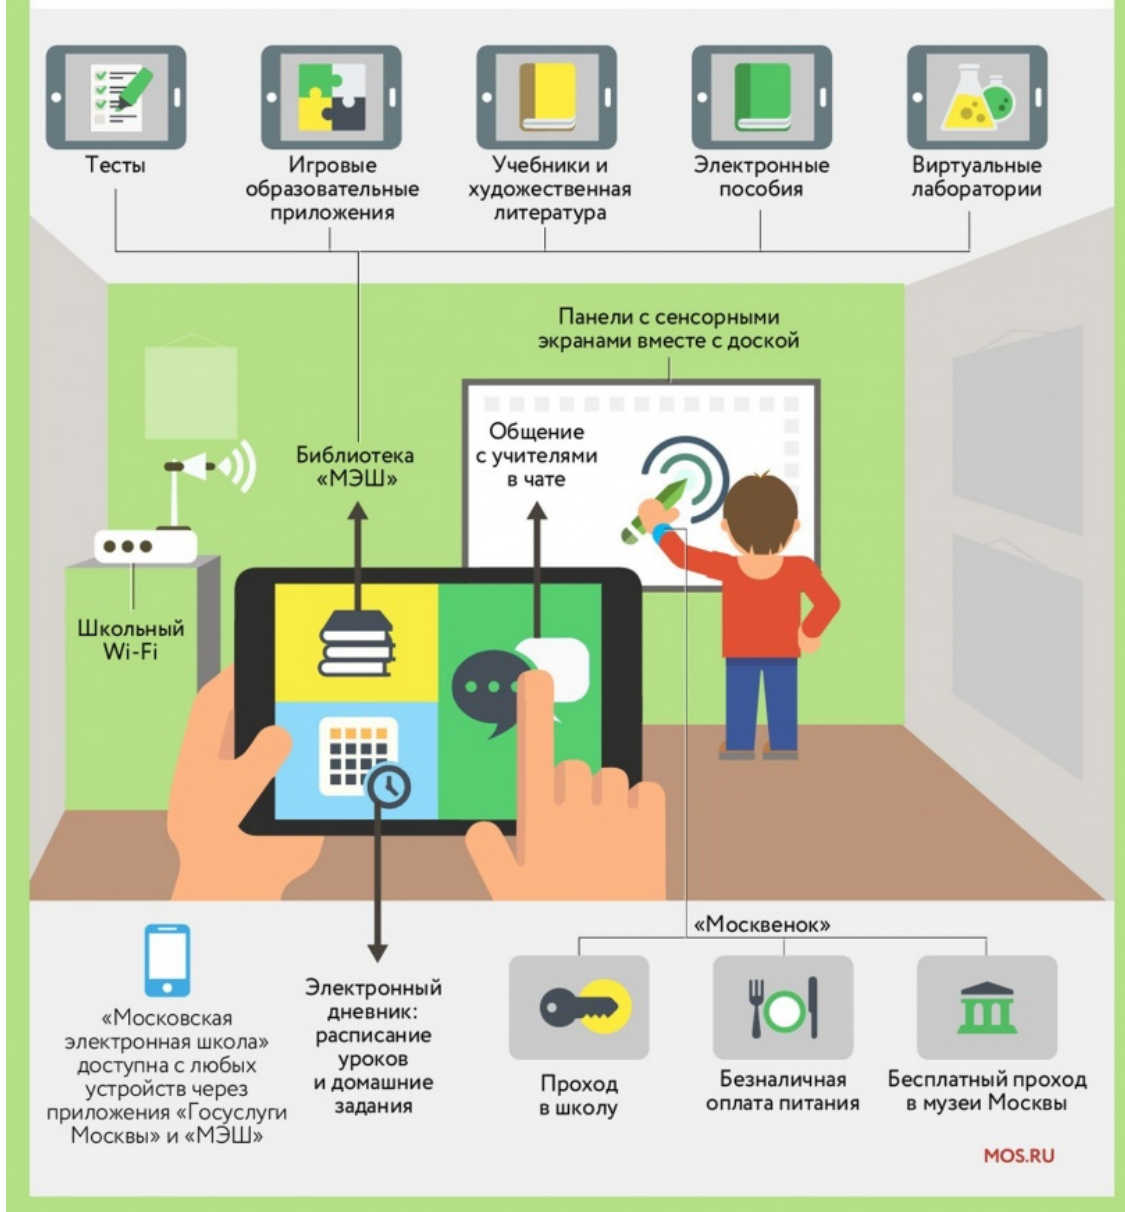 Тесты
Игровые
образовательные
приложения
Учебники и
художественная
литература
Электронные
пособия
Виртуальные
лаборатории
Панели с сенсорными
экранами вместе с доской
Библиотека
«МЭШ»
Общение
с учителями
в чате
Школьный
Wi-Fi
«Московская
электронная школа»
доступна с любых
устройств через
приложения «Госуслуги
Москвы» и «МЭШ»
Электронный
дневник:
расписание
уроков
и домашние
задания
«Москвенок»
Проход
в школу
Безналичная
оплата питания
Бесплатный проход
в музеи Москвы
MOS.RU